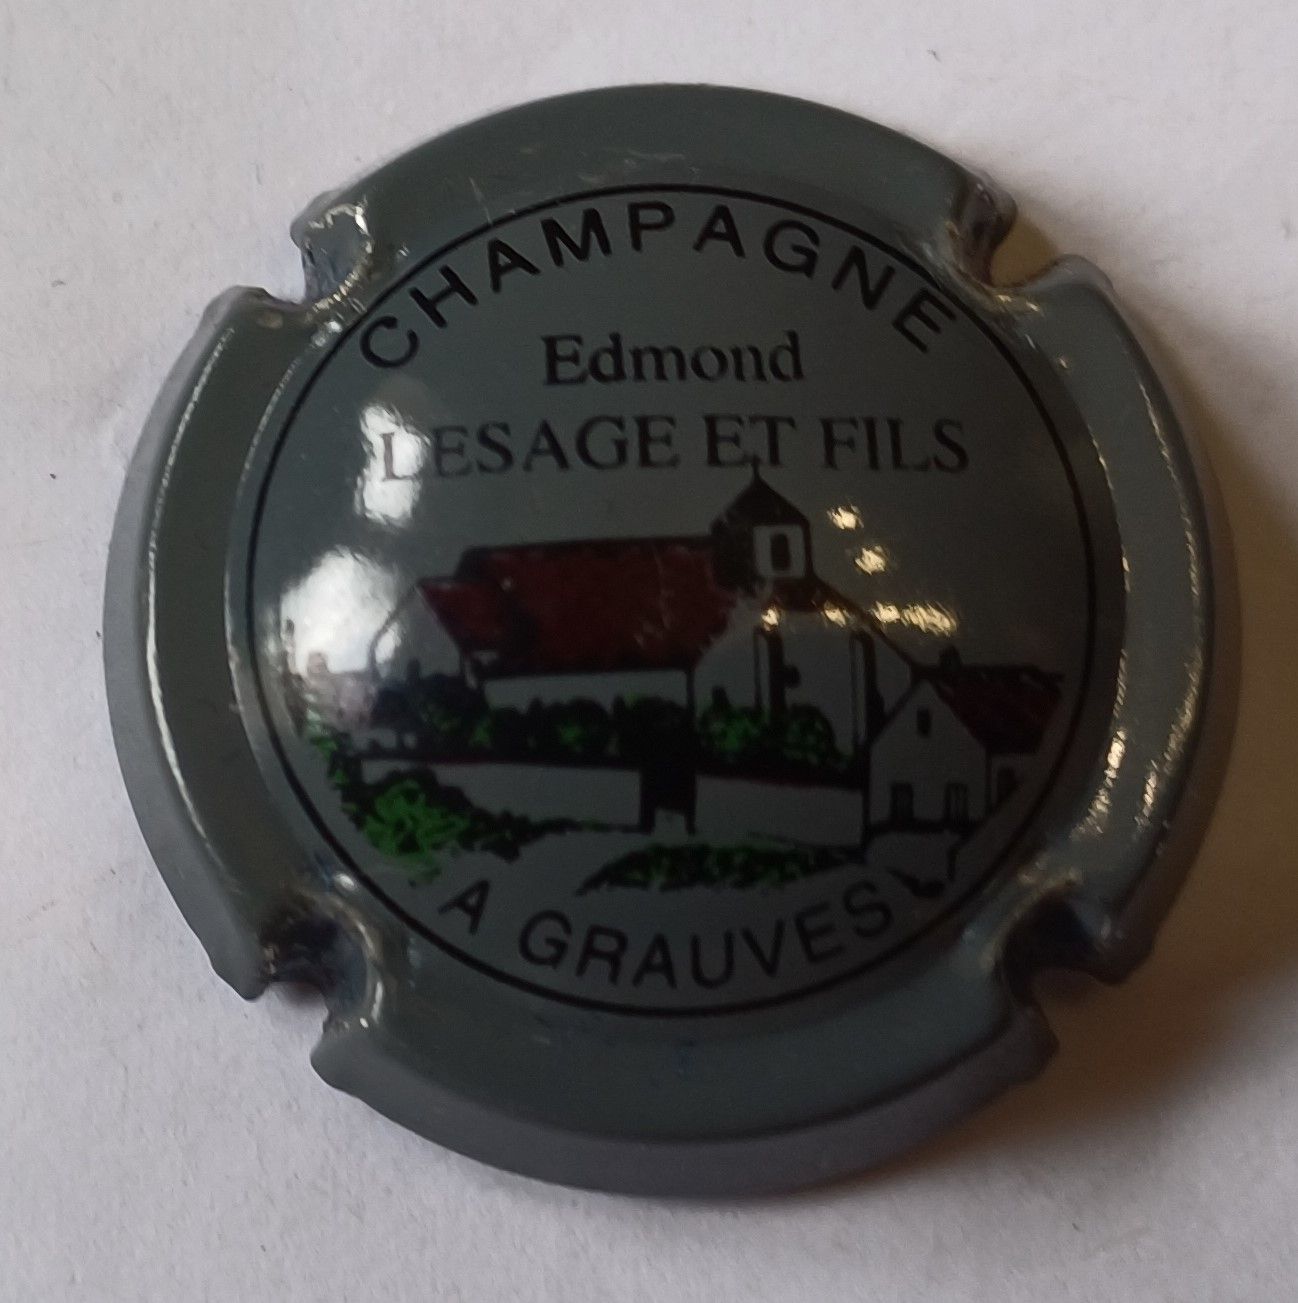 CHAMPAGNE
Edmond
LESAGE ET FILS
A GRAUVES